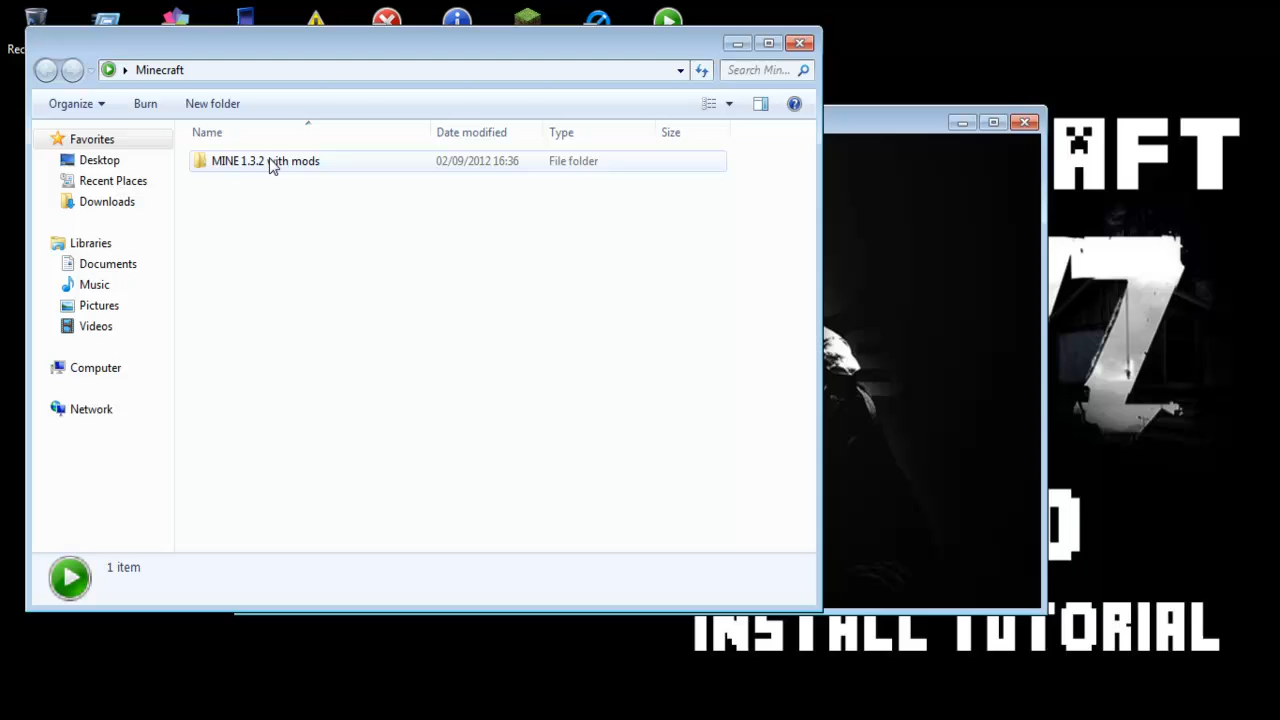 Rec
Minecraft
Search Min...
Organize
Burn
New folder
Name
Date modified
Type
Size
Favorites
MINE 1.3.2 with mods
02/09/2012 16:36
File folder
Desktop
Recent Places
Downloads
Libraries
Documents
Music
Pictures
Videos
Computer
Network
1 item
AFT
Z
D
INSTALL TUTORIAL